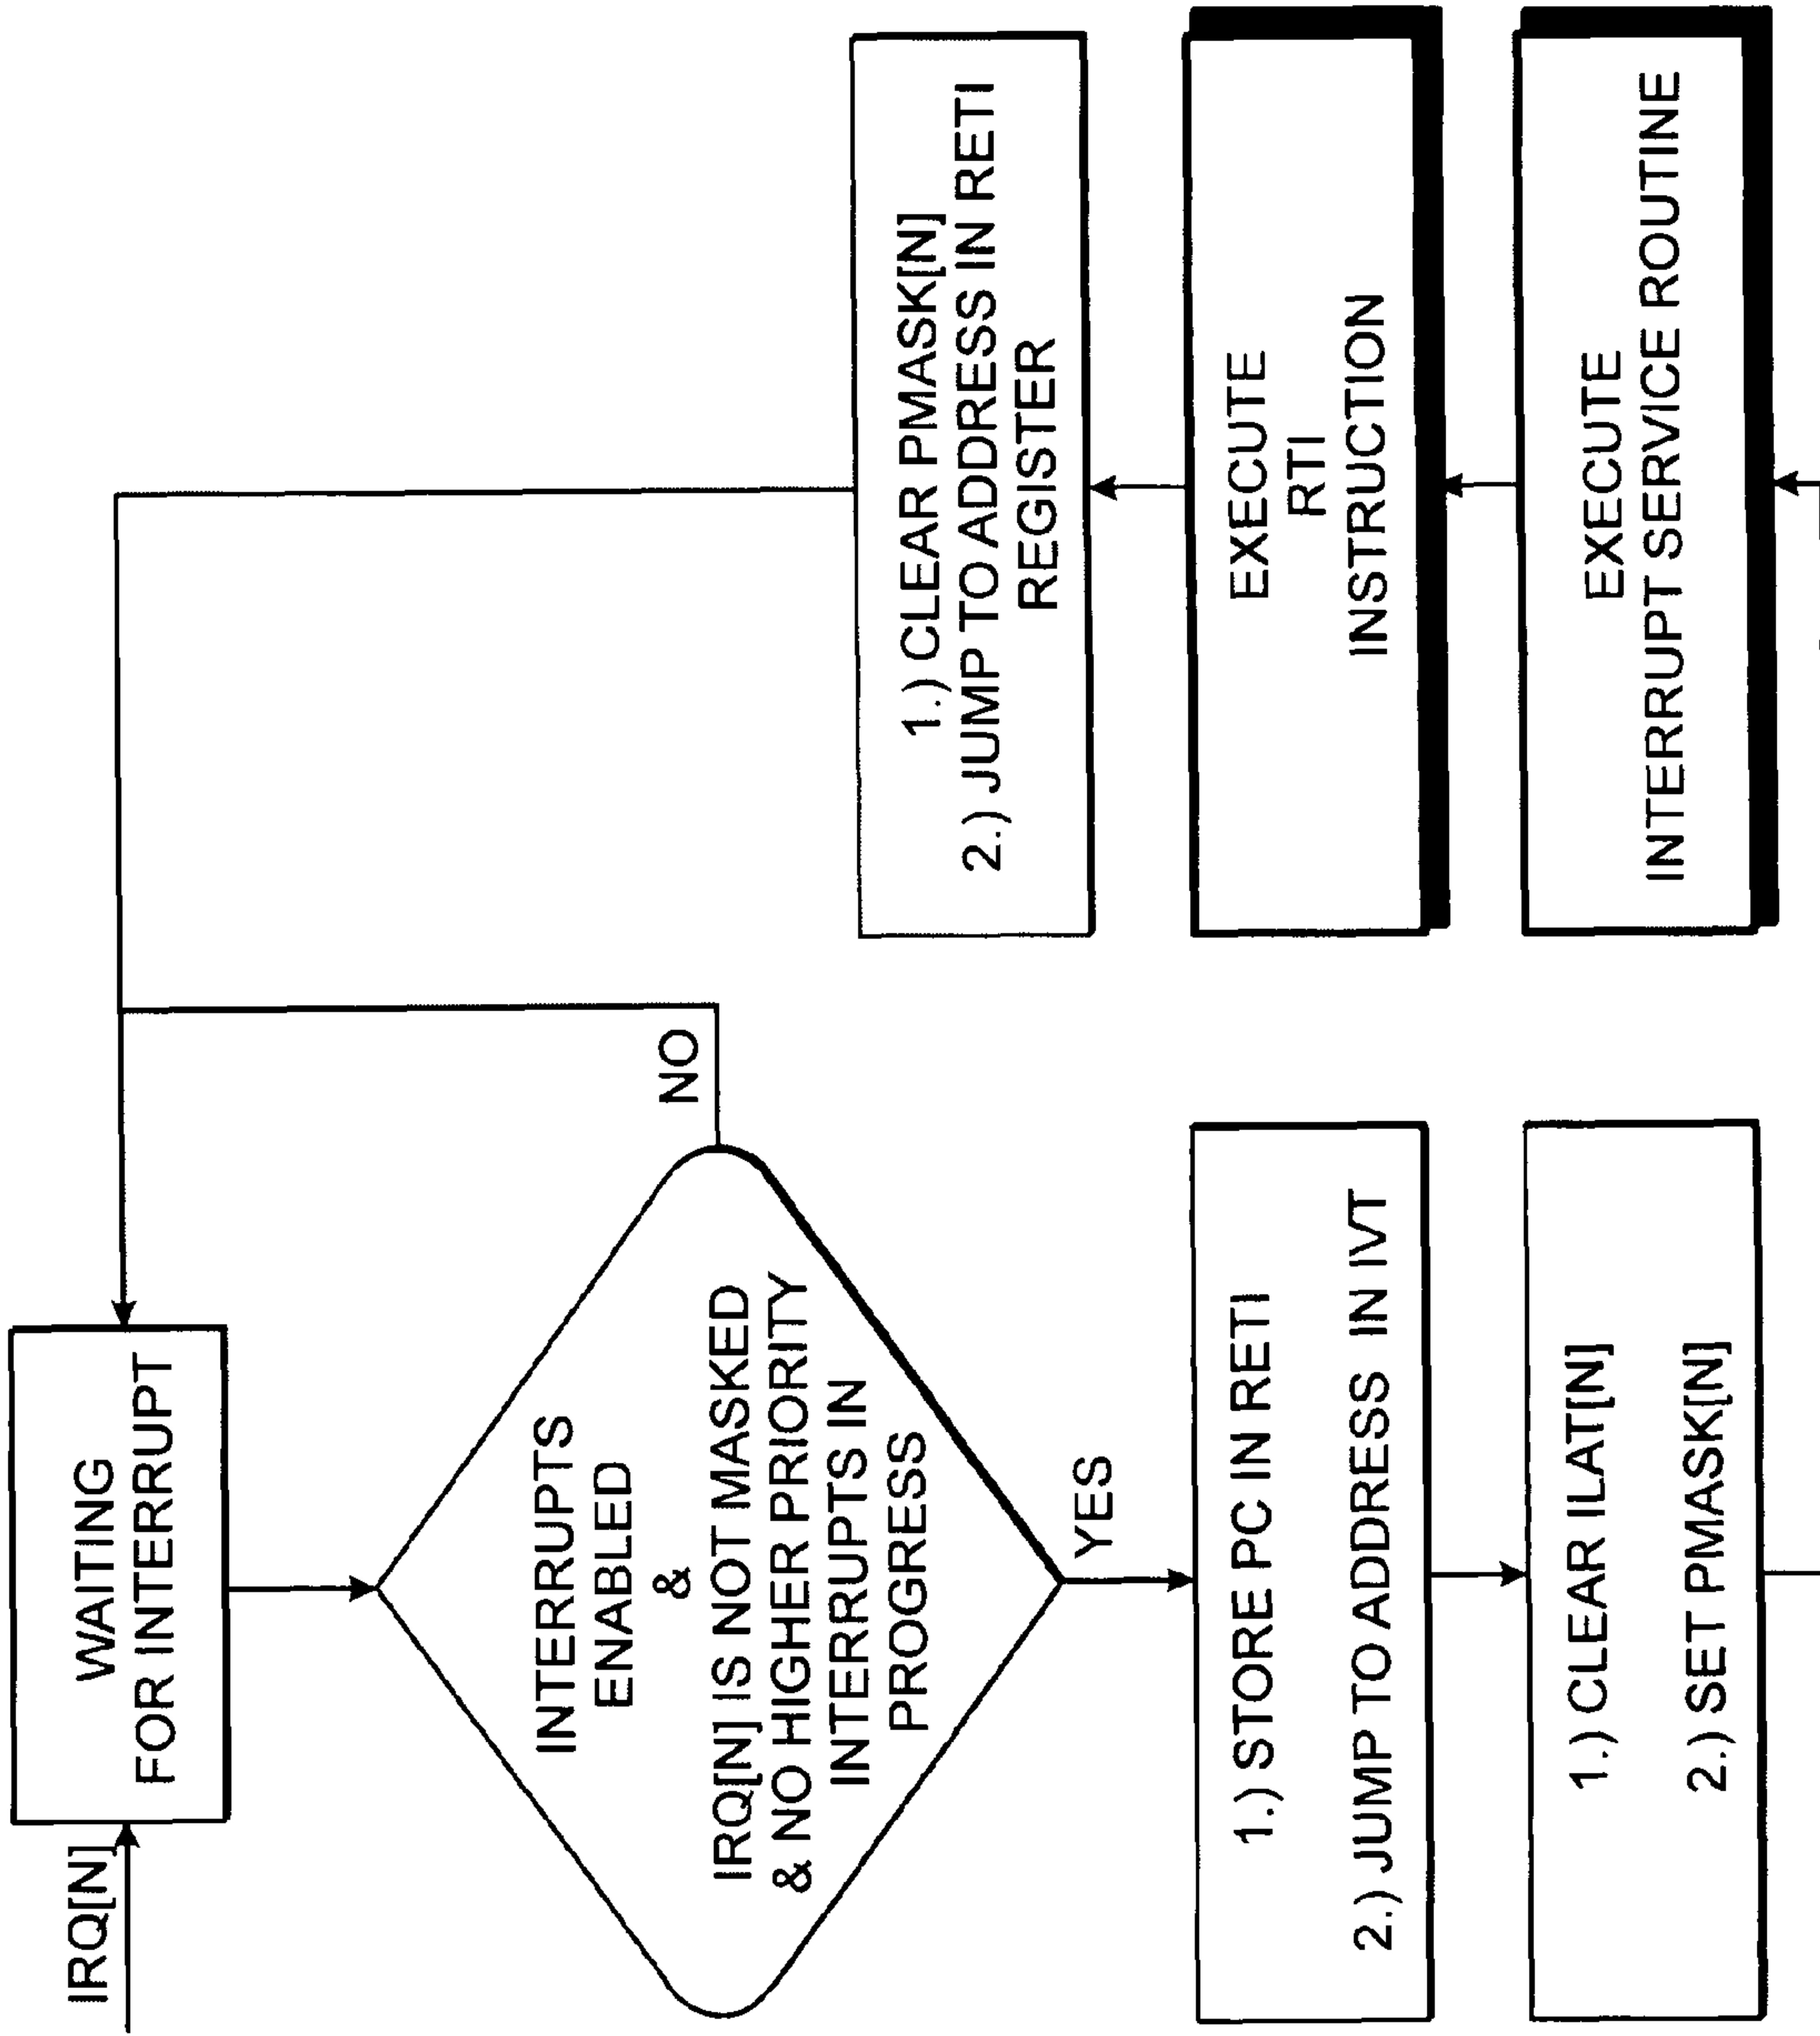 IRQ[N]
WAITING
FOR INTERRUPT
INTERRUPTS
ENABLED
&
IRQ[N] IS NOT MASKED
& NO HIGHER PRIORITY
INTERRUPTS IN
PROGRESS
NO
YES
1.) STORE PC IN RETI
2.) JUMP TO ADDRESS IN IVT
1.) CLEAR ILAT[N]
2.) SET PMASK[N]
EXECUTE
INTERRUPT SERVICE ROUTINE
EXECUTE
RTI
INSTRUCTION
1.) CLEAR PMASK[N]
2.) JUMP TO ADDRESS IN RETI
REGISTER